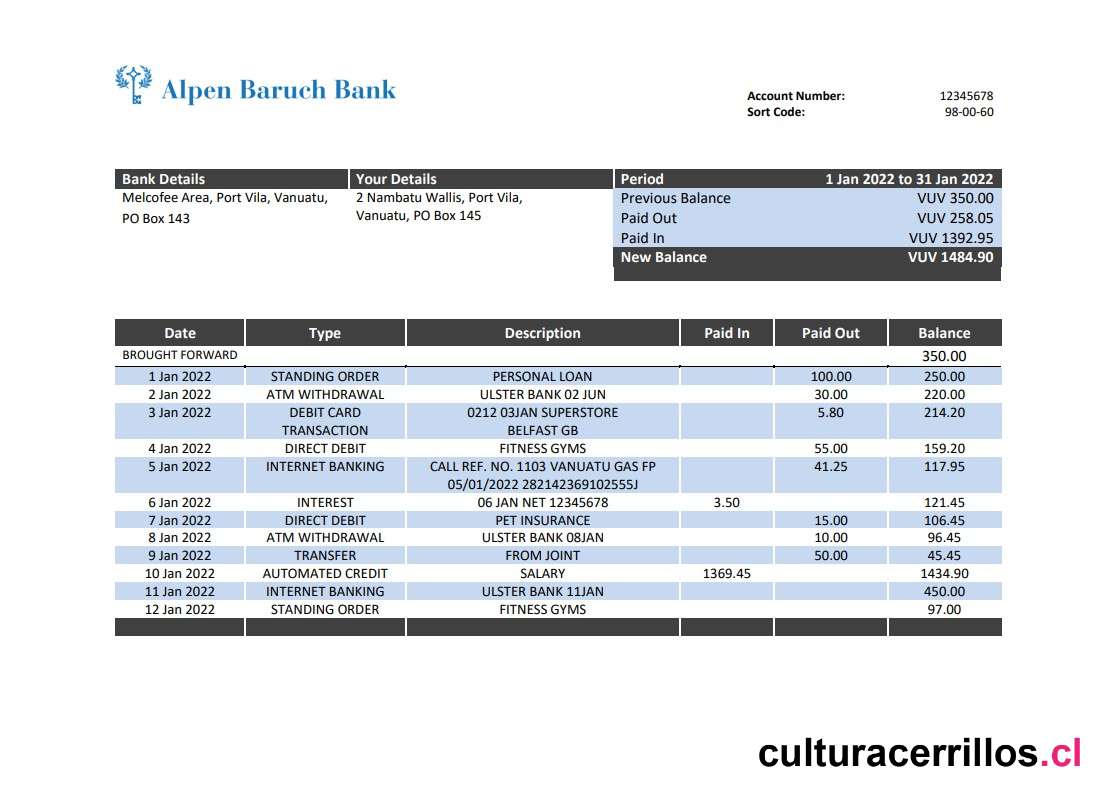 Alpen Baruch Bank
Account Number: 12345678
Sort Code: 98-00-60
Bank Details Your Details Period 1 Jan 2022 to 31 Jan 2022
Melcofee Area, Port Vila, Vanuatu, 2 Nambatu Wallis, Port Vila, Previous Balance VUV 350.00
PO Box 143 Vanuatu, PO Box 145 Paid Out VUV 258.05
Paid In VUV 1392.95
New Balance VUV 1484.90
Date Type Description Paid In Paid Out Balance
BROUGHT FORWARD 350.00
1 Jan 2022 STANDING ORDER PERSONAL LOAN 100.00 250.00
2 Jan 2022 ATM WITHDRAWAL ULSTER BANK 02 JUN 30.00 220.00
3 Jan 2022 DEBIT CARD 0212 03JAN SUPERSTORE 5.80 214.20
TRANSACTION BELFAST GB
4 Jan 2022 DIRECT DEBIT FITNESS GYMS 55.00 159.20
5 Jan 2022 INTERNET BANKING CALL REF. NO. 1103 VANUATU GAS FP 41.25 117.95
05/01/2022 282142369102555J
6 Jan 2022 INTEREST 06 JAN NET 12345678 3.50 121.45
7 Jan 2022 DIRECT DEBIT PET INSURANCE 15.00 106.45
8 Jan 2022 ATM WITHDRAWAL ULSTER BANK 08JAN 10.00 96.45
9 Jan 2022 TRANSFER FROM JOINT 50.00 45.45
10 Jan 2022 AUTOMATED CREDIT SALARY 1369.45 1434.90
11 Jan 2022 INTERNET BANKING ULSTER BANK 11JAN 450.00
12 Jan 2022 STANDING ORDER FITNESS GYMS 97.00
culturacerrillos.cl